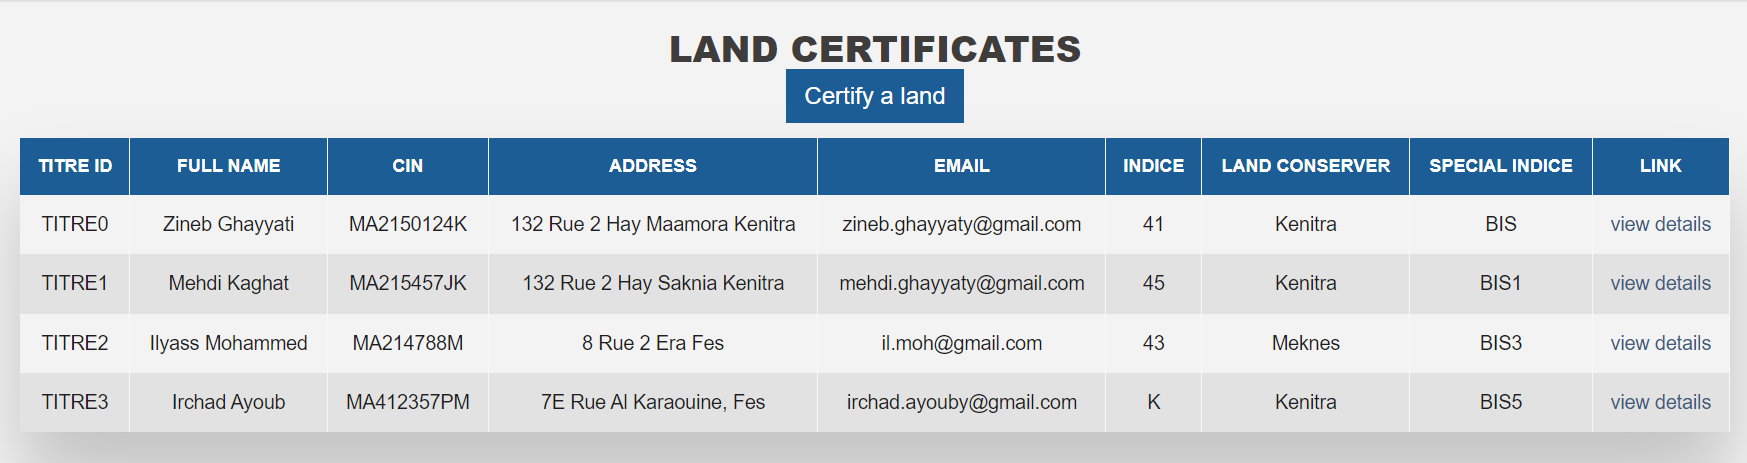 LAND CERTIFICATES
Certify a land
TITRE ID FULL NAME CIN ADDRESS EMAIL INDICE LAND CONSERVER SPECIAL INDICE LINK
TITRE0 Zineb Ghayyati MA2150124K 132 Rue 2 Hay Maamora Kenitra zineb.ghayyaty@gmail.com 41 Kenitra BIS view details
TITRE1 Mehdi Kaghat MA215457JK 132 Rue 2 Hay Saknia Kenitra mehdi.ghayyaty@gmail.com 45 Kenitra BIS1 view details
TITRE2 Ilyass Mohammed MA214788M 8 Rue 2 Era Fes il.moh@gmail.com 43 Meknes BIS3 view details
TITRE3 Irchad Ayoub MA412357PM 7E Rue Al Karaouine, Fes irchad.ayouby@gmail.com K Kenitra BIS5 view details